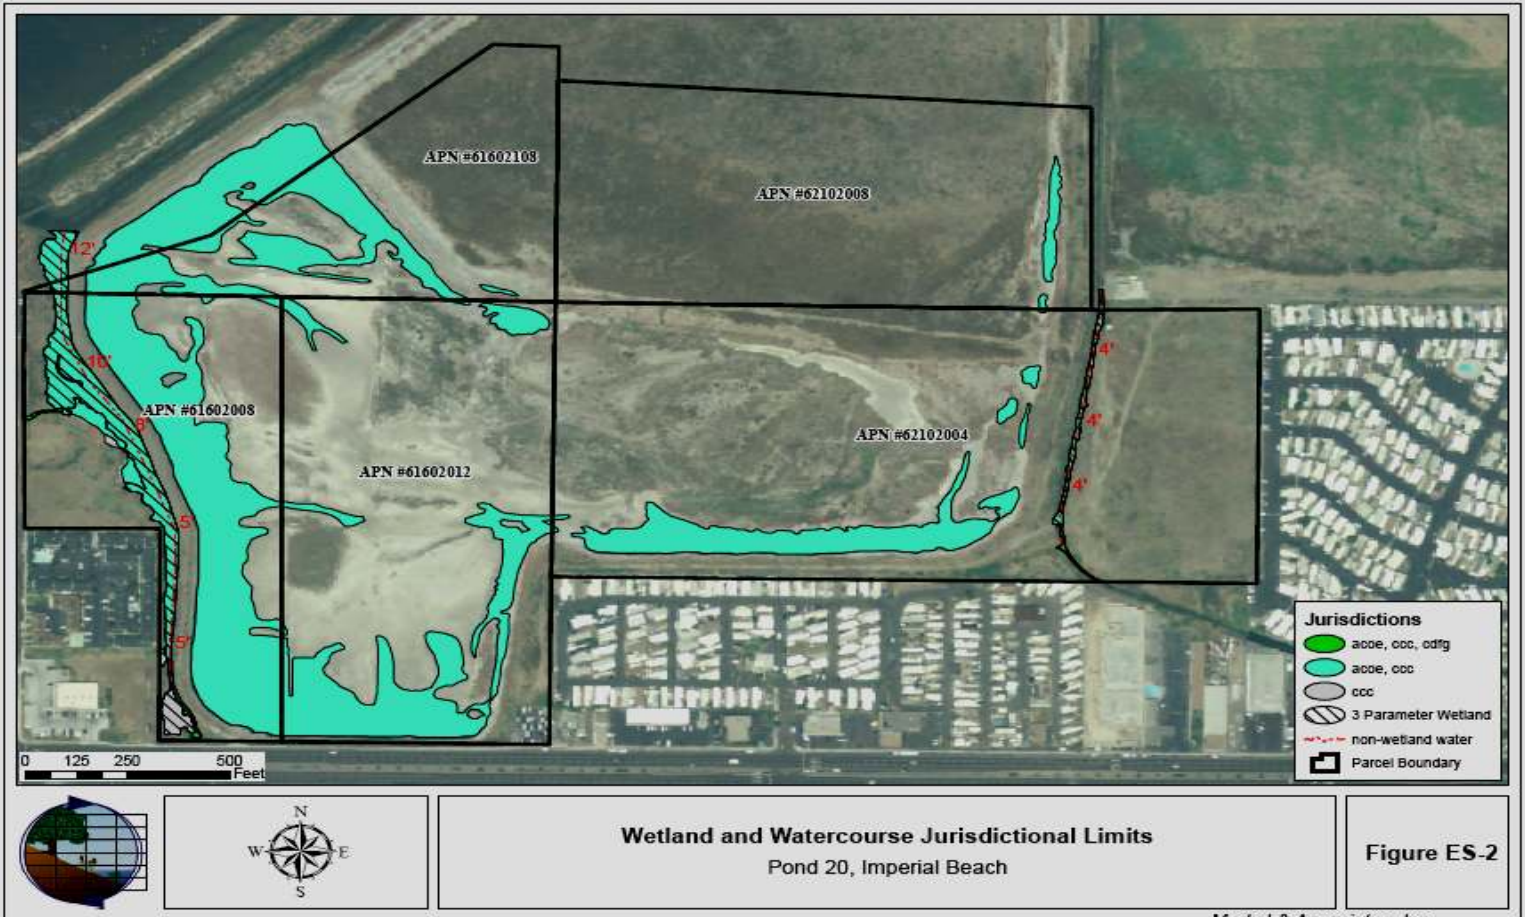 APN #61602108
APN #62102008
12'
10'
4'
APN #61602008
8'
4'
APN #62102004
APN #61602012
4'
5'
5'
Jurisdictions
acoe, ccc, cdfg
acoe, ccc
ccc
3 Parameter Wetland
non-wetland water
Parcel Boundary
0 125 250 500
Feet
N
W E
S
Wetland and Watercourse Jurisdictional Limits
Pond 20, Imperial Beach
Figure ES-2